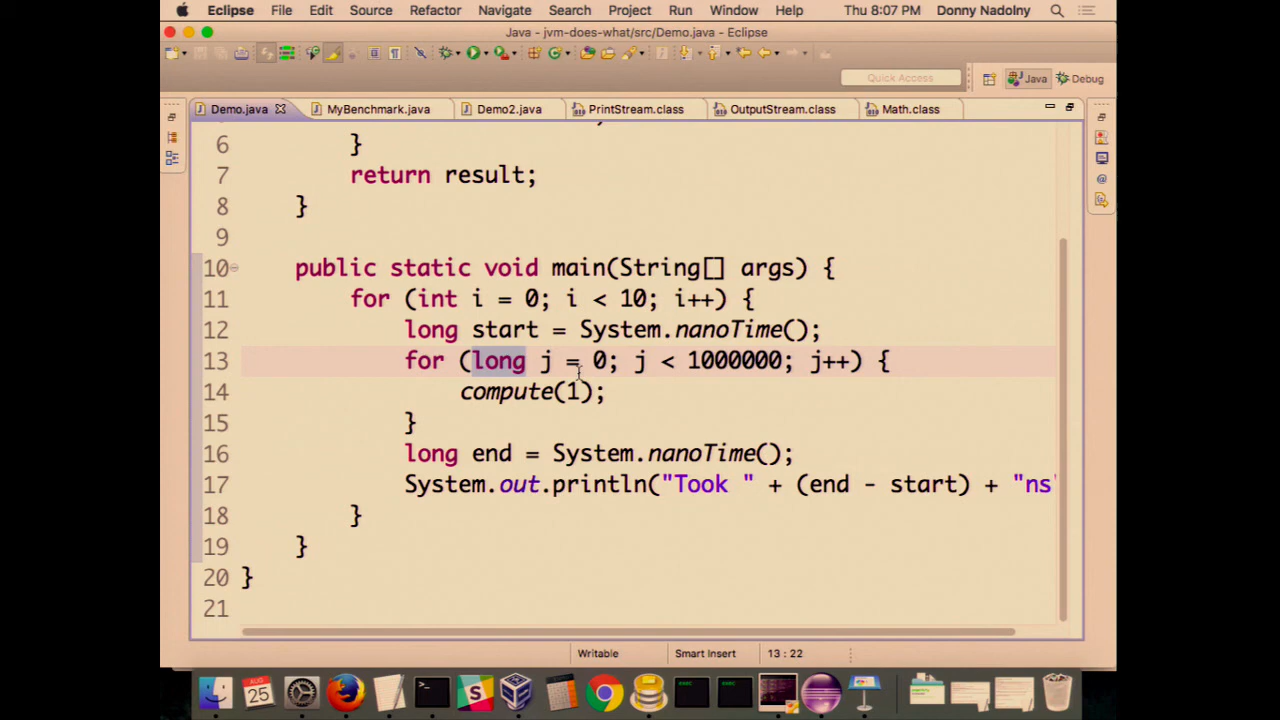 Eclipse File Edit Source Refactor Navigate Search Project Run Window Help Thu 8:07 PM Donny Nadolny
Java - jvm-does-what/src/Demo.java - Eclipse
Quick Access Java Debug
Demo.java MyBenchmark.java Demo2.java PrintStream.class OutputStream.class Math.class
6 }
7 return result;
8 }
9
10 public static void main(String[] args) {
11 for (int i = 0; i < 10; i++) {
12 long start = System.nanoTime();
13 for (long j = 0; j < 1000000; j++) {
14 compute(1);
15 }
16 long end = System.nanoTime();
17 System.out.println("Took " + (end - start) + "ns"
18 }
19 }
20 }
21
Writable Smart Insert 13 : 22
AUG
25
exec exec